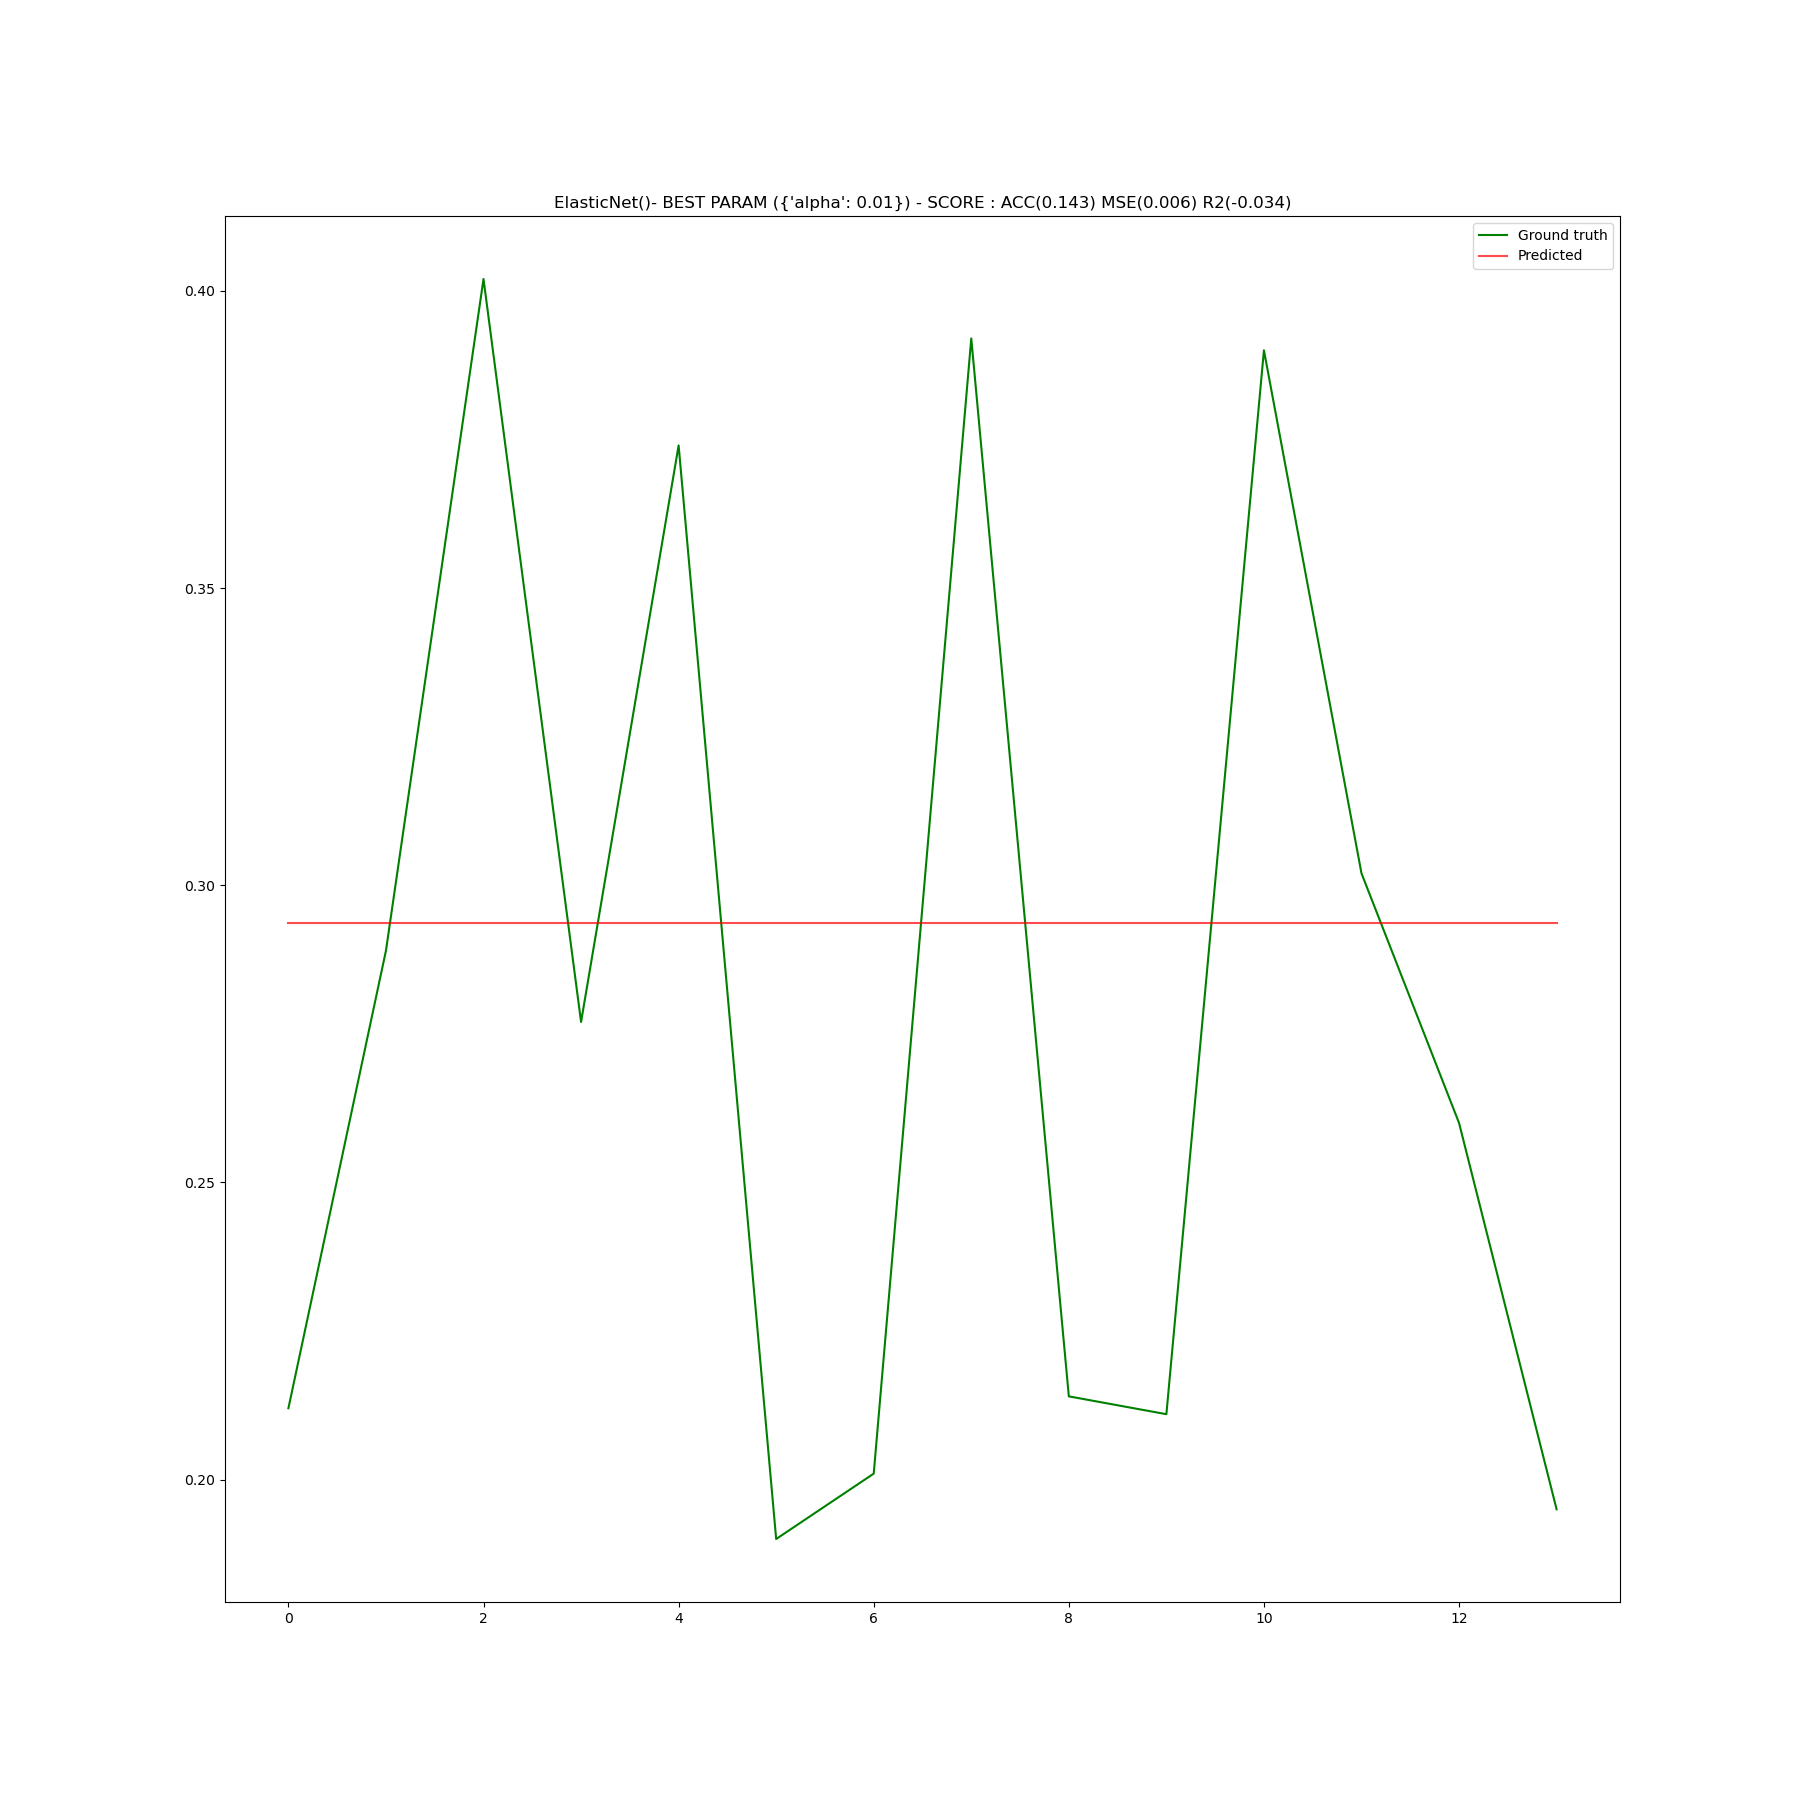 ElasticNet()- BEST PARAM ({'alpha': 0.01}) - SCORE : ACC(0.143) MSE(0.006) R2(-0.034)
Ground truth
Predicted
0.40
0.35
0.30
0.25
0.20
0 2 4 6 8 10 12